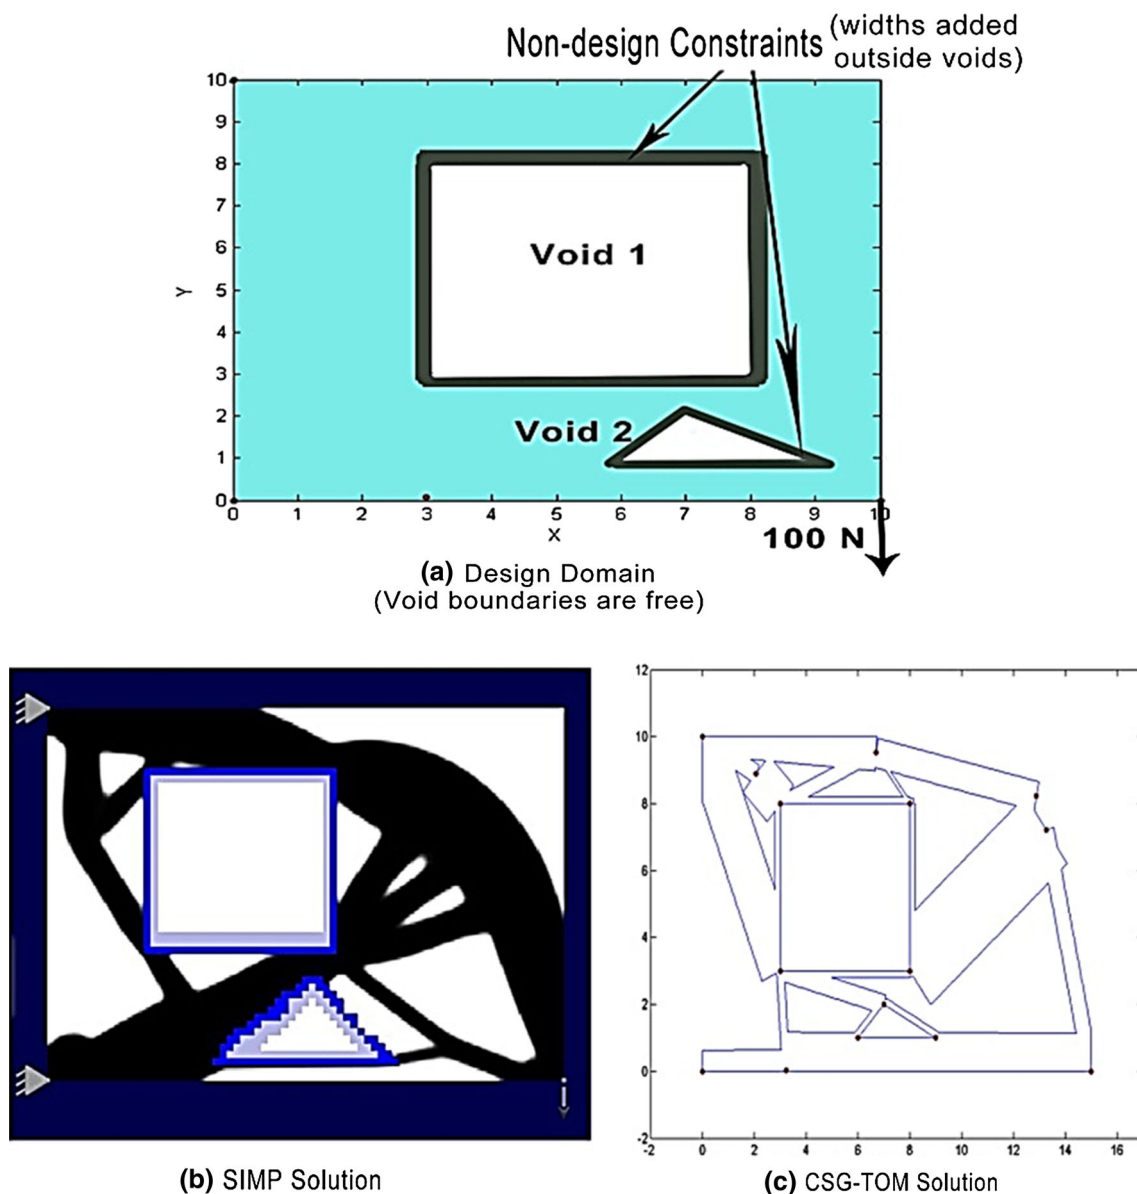 Non-design Constraints (widths added
outside voids)
10
9
8
7
6
5
4
3
2
1
0
Y
Void 1
Void 2
0 1 2 3 4 5 6 7 8 9 10
X
100 N
(a) Design Domain
(Void boundaries are free)
12
10
8
6
4
2
0
-2
-2 0 2 4 6 8 10 12 14 16
(b) SIMP Solution
(c) CSG-TOM Solution